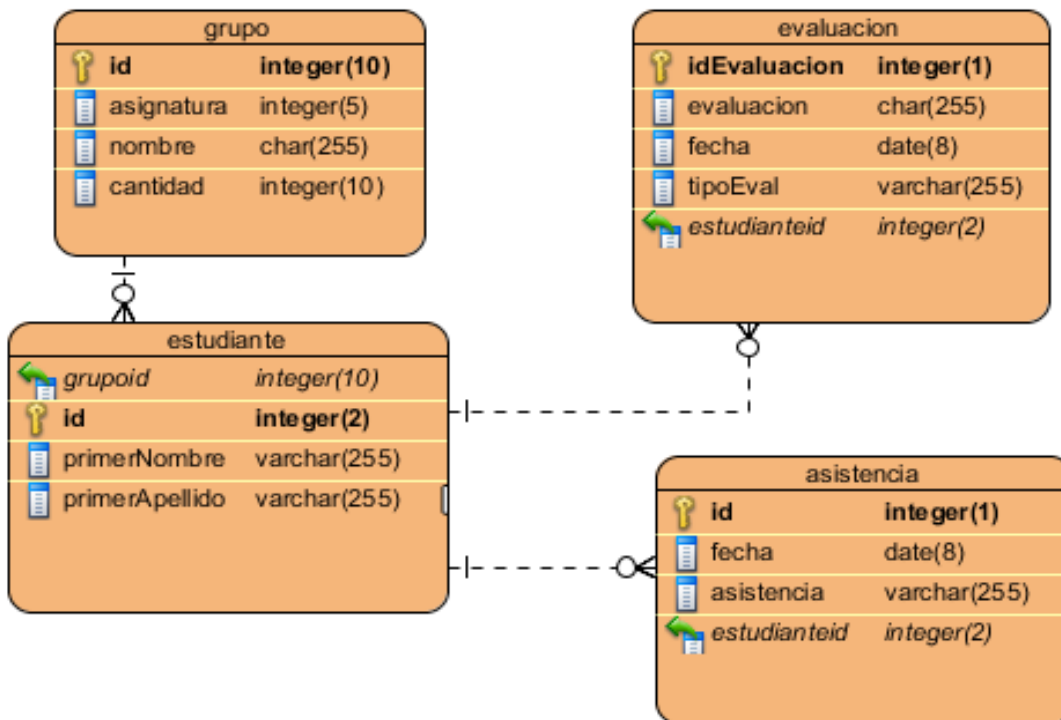 grupo
id integer(10)
asignatura integer(5)
nombre char(255)
cantidad integer(10)
evaluacion
idEvaluacion integer(1)
evaluacion char(255)
fecha date(8)
tipoEval varchar(255)
estudianteid integer(2)
estudiante
grupoid integer(10)
id integer(2)
primerNombre varchar(255)
primerApellido varchar(255)
asistencia
id integer(1)
fecha date(8)
asistencia varchar(255)
estudianteid integer(2)